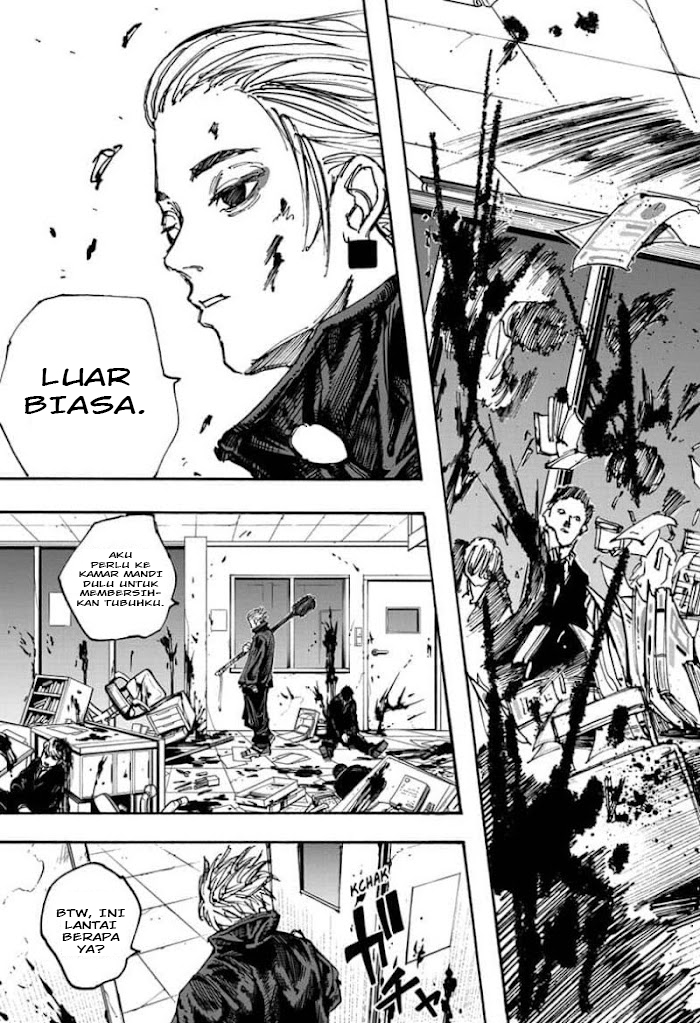 LUAR
BIASA.
AKU
PERLU KE
KAMAR MANDI
DULU UNTUK
MEMBERSIH-
KAN TUBUHKU.
KCHAK
ガチャ
BTW, INI
LANTAI
BERAPA
YA?